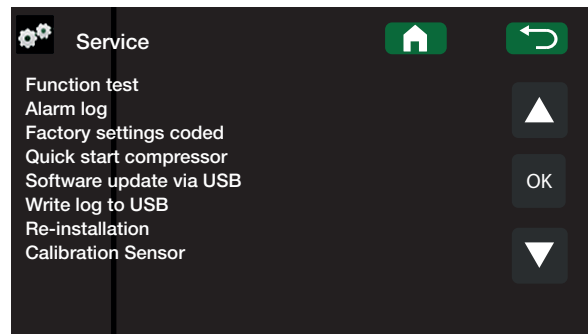 Service
Function test
Alarm log
Factory settings coded
Quick start compressor
Software update via USB
OK
Write log to USB
Re-installation
Calibration Sensor